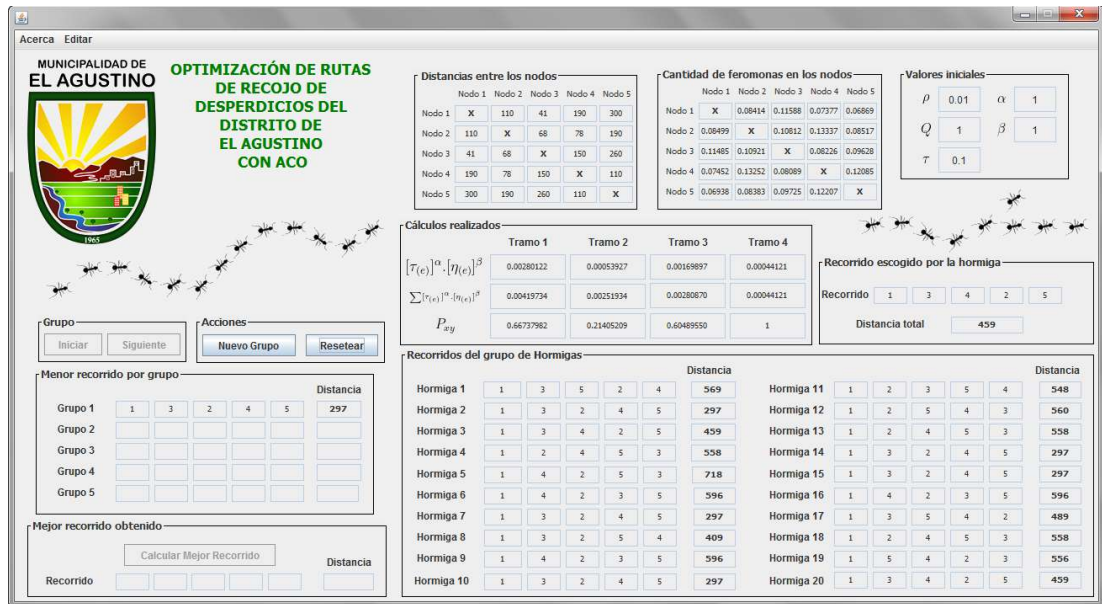 Acerca Editar
MUNICIPALIDAD DE
EL AGUSTINO
1965
OPTIMIZACIÓN DE RUTAS
DE RECOJO DE
DESPERDICIOS DEL
DISTRITO DE
EL AGUSTINO
CON ACO
Distancias entre los nodos
Nodo 1 Nodo 2 Nodo 3 Nodo 4 Nodo 5
Nodo 1 X 110 41 190 300
Nodo 2 110 X 68 78 190
Nodo 3 41 68 X 150 260
Nodo 4 190 78 150 X 110
Nodo 5 300 190 260 110 X
Cantidad de feromonas en los nodos
Nodo 1 Nodo 2 Nodo 3 Nodo 4 Nodo 5
Nodo 1 X 0.08414 0.11588 0.07377 0.06869
Nodo 2 0.08499 X 0.10812 0.13337 0.08517
Nodo 3 0.11485 0.10921 X 0.08226 0.09628
Nodo 4 0.07452 0.13252 0.08089 X 0.12085
Nodo 5 0.06938 0.08383 0.09725 0.12207 X
Valores iniciales
ρ 0.01 α 1
Q 1 β 1
τ 0.1
Cálculos realizados
Tramo 1 Tramo 2 Tramo 3 Tramo 4
[τ(e)]^α.[η(e)]^β 0.00280122 0.00053927 0.00169897 0.00044121
∑[τ(e)]^α.[η(e)]^β 0.00419734 0.00251934 0.00280870 0.00044121
Pxy 0.66737982 0.21405209 0.60489550 1
Recorrido escogido por la hormiga
Recorrido 1 3 4 2 5
Distancia total 459
Grupo
Iniciar Siguiente
Acciones
Nuevo Grupo Resetear
Menor recorrido por grupo
Distancia
Grupo 1 1 3 2 4 5 297
Grupo 2
Grupo 3
Grupo 4
Grupo 5
Mejor recorrido obtenido
Calcular Mejor Recorrido
Distancia
Recorrido
Recorridos del grupo de Hormigas
Distancia
Hormiga 1 1 3 5 2 4 569
Hormiga 2 1 3 2 4 5 297
Hormiga 3 1 3 4 2 5 459
Hormiga 4 1 2 4 5 3 558
Hormiga 5 1 4 2 5 3 718
Hormiga 6 1 4 2 3 5 596
Hormiga 7 1 3 2 4 5 297
Hormiga 8 1 3 2 5 4 409
Hormiga 9 1 4 2 3 5 596
Hormiga 10 1 3 2 4 5 297
Distancia
Hormiga 11 1 2 3 5 4 548
Hormiga 12 1 2 5 4 3 560
Hormiga 13 1 2 4 5 3 558
Hormiga 14 1 3 2 4 5 297
Hormiga 15 1 3 2 4 5 297
Hormiga 16 1 4 2 3 5 596
Hormiga 17 1 3 5 4 2 489
Hormiga 18 1 2 4 5 3 558
Hormiga 19 1 5 4 2 3 556
Hormiga 20 1 3 4 2 5 459